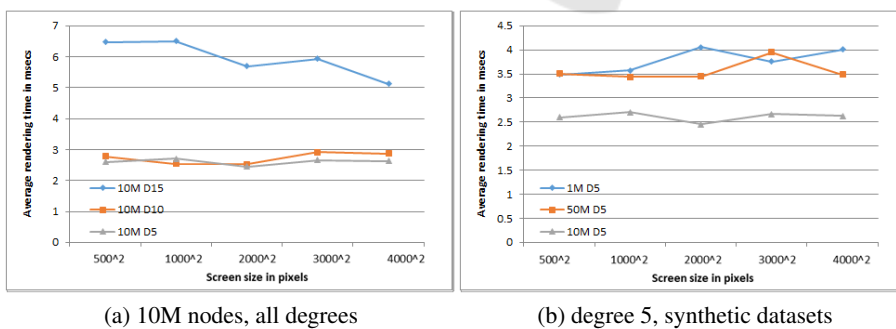 7
6
5
4
3
2
1
0
Average rendering time in msecs
10M D15
10M D10
10M D5
500^2 1000^2 2000^2 3000^2 4000^2
Screen size in pixels
(a) 10M nodes, all degrees
4.5
4
3.5
3
2.5
2
1.5
1
0.5
0
Average rendering time in msecs
1M D5
50M D5
10M D5
500^2 1000^2 2000^2 3000^2 4000^2
Screen size in pixels
(b) degree 5, synthetic datasets